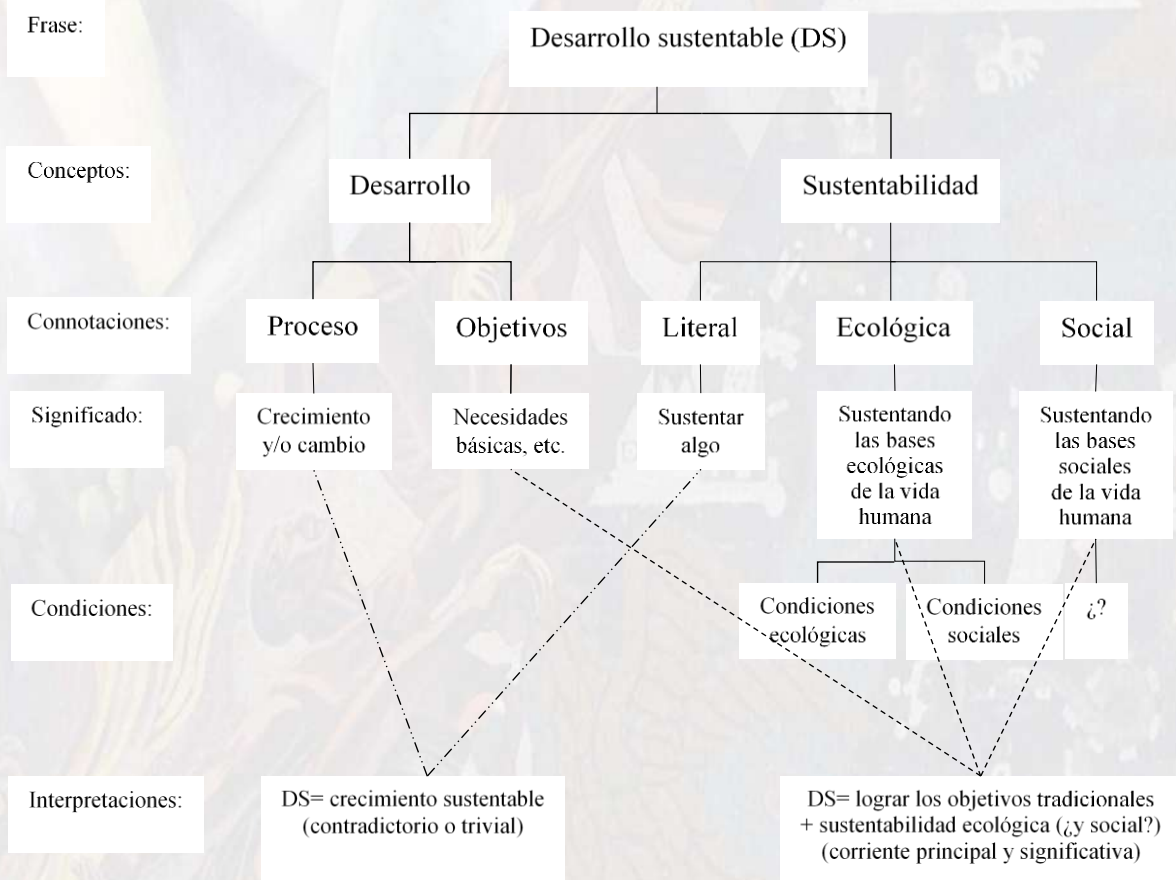 Frase:
Desarrollo sustentable (DS)
Conceptos:
Desarrollo
Sustentabilidad
Connotaciones:
Proceso
Objetivos
Literal
Ecológica
Social
Significado:
Crecimiento
y/o cambio
Necesidades
básicas, etc.
Sustentar
algo
Sustentando
las bases
ecológicas
de la vida
humana
Sustentando
las bases
sociales
de la vida
humana
Condiciones:
Condiciones
ecológicas
Condiciones
sociales
¿?
Interpretaciones:
DS= crecimiento sustentable
(contradictorio o trivial)
DS= lograr los objetivos tradicionales
+ sustentabilidad ecológica (¿y social?)
(corriente principal y significativa)